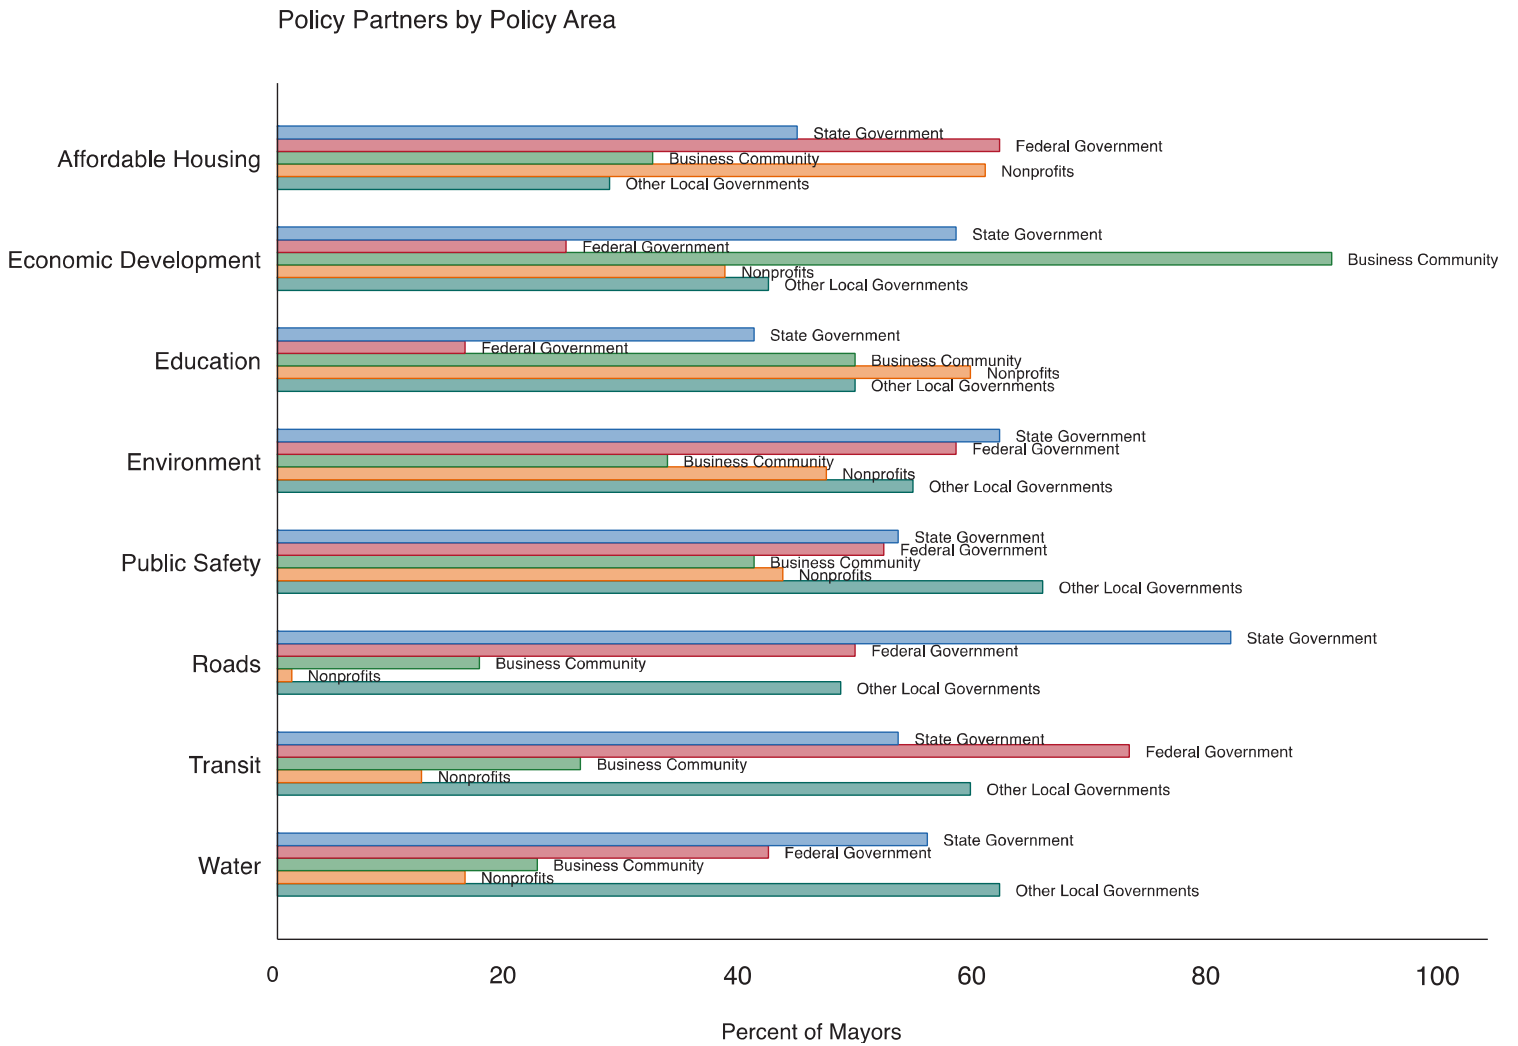 Policy Partners by Policy Area
State Government
Federal Government
Affordable Housing
Business Community
Nonprofits
Other Local Governments
State Government
Federal Government
Economic Development
Business Community
Nonprofits
Other Local Governments
State Government
Federal Government
Education
Business Community
Nonprofits
Other Local Governments
State Government
Federal Government
Environment
Business Community
Nonprofits
Other Local Governments
State Government
Federal Government
Public Safety
Business Community
Nonprofits
Other Local Governments
State Government
Federal Government
Roads
Business Community
Nonprofits
Other Local Governments
State Government
Federal Government
Transit
Business Community
Nonprofits
Other Local Governments
State Government
Federal Government
Water
Business Community
Nonprofits
Other Local Governments
0 20 40 60 80 100
Percent of Mayors